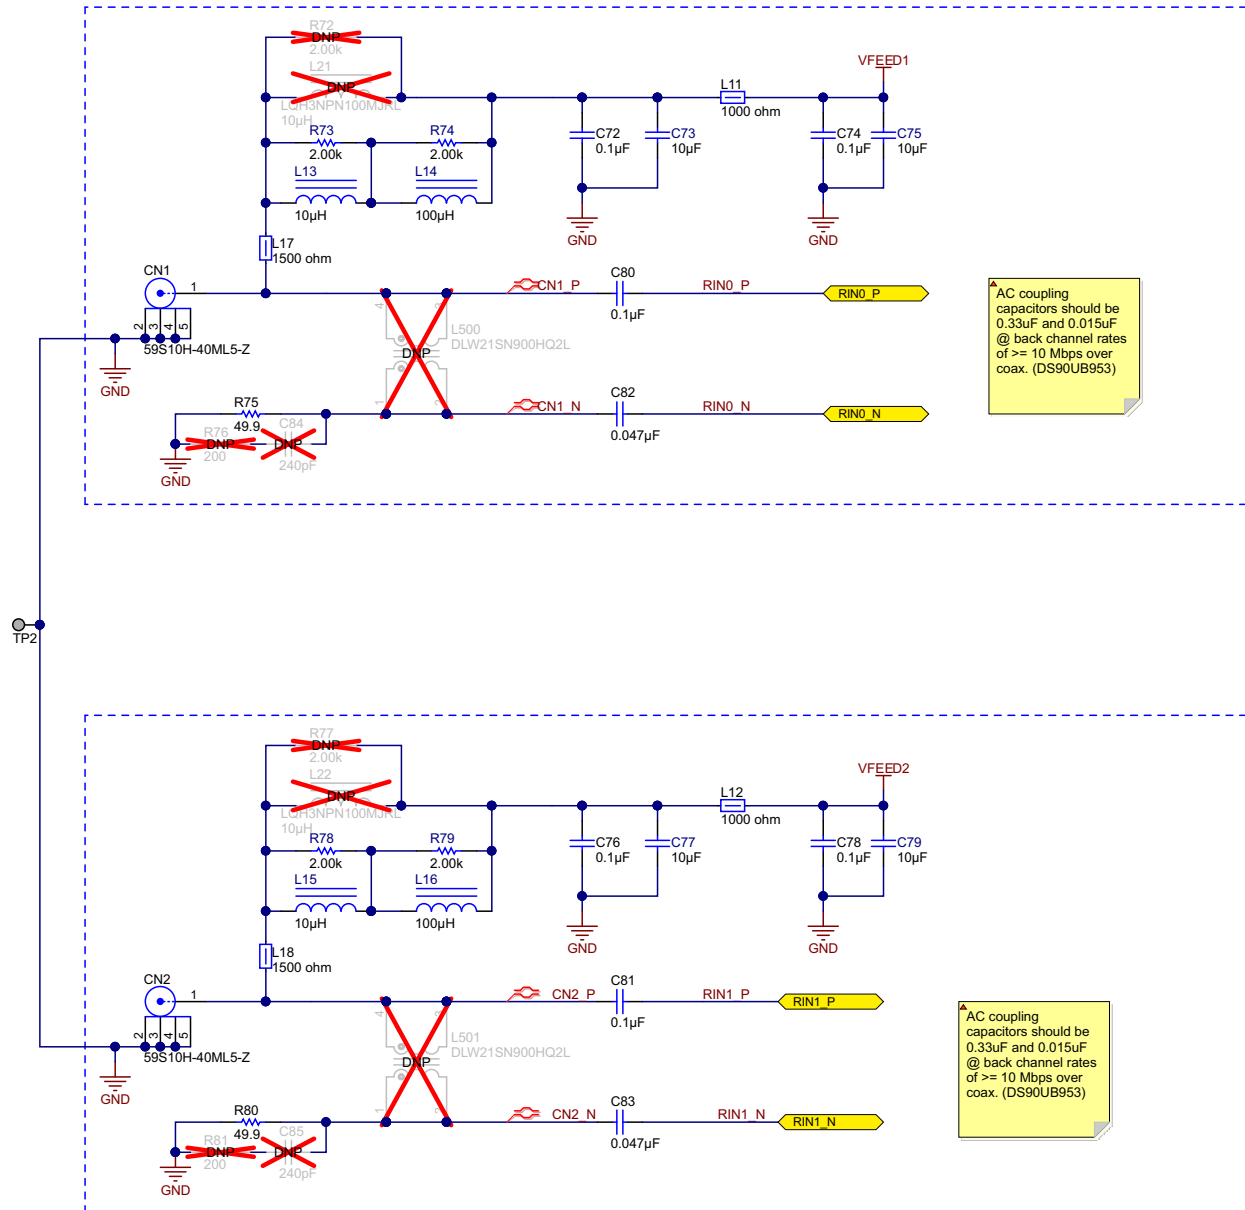 R72
DNP
2.00k
L21
DNP
LQH3NPN100MJRL
10µH
R73
2.00k
R74
2.00k
L13
10µH
L14
100µH
L17
1500 ohm
C72
0.1µF
C73
10µF
L11
1000 ohm
VFEED1
C74
0.1µF
C75
10µF
GND
GND
CN1
1
2
3
4
5
59S10H-40ML5-Z
GND
4
3
L500
DLW21SN900HQ2L
DNP
1
2
CN1_P
C80
0.1µF
RIN0_P
RIN0_P
CN1_N
C82
0.047µF
RIN0_N
RIN0_N
R75
49.9
R76
DNP
200
C84
DNP
240pF
GND
AC coupling
capacitors should be
0.33uF and 0.015uF
@ back channel rates
of >= 10 Mbps over
coax. (DS90UB953)
TP2
R77
DNP
2.00k
L22
DNP
LQH3NPN100MJRL
10µH
R78
2.00k
R79
2.00k
L15
10µH
L16
100µH
L18
1500 ohm
C76
0.1µF
C77
10µF
L12
1000 ohm
VFEED2
C78
0.1µF
C79
10µF
GND
GND
CN2
1
2
3
4
5
59S10H-40ML5-Z
GND
4
3
L501
DLW21SN900HQ2L
DNP
1
2
CN2_P
C81
0.1µF
RIN1_P
RIN1_P
CN2_N
C83
0.047µF
RIN1_N
RIN1_N
R80
49.9
R81
DNP
200
C85
DNP
240pF
GND
AC coupling
capacitors should be
0.33uF and 0.015uF
@ back channel rates
of >= 10 Mbps over
coax. (DS90UB953)